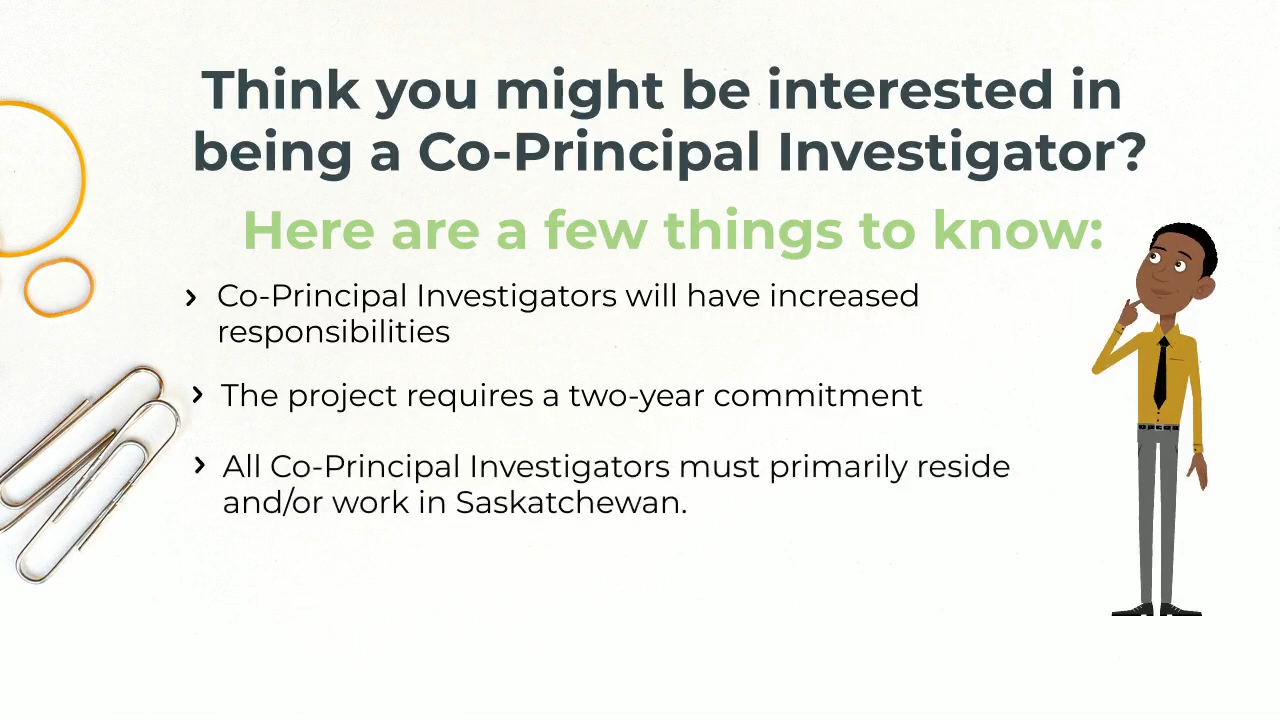 Think you might be interested in
being a Co-Principal Investigator?
Here are a few things to know:
Co-Principal Investigators will have increased
responsibilities
The project requires a two-year commitment
All Co-Principal Investigators must primarily reside
and/or work in Saskatchewan.